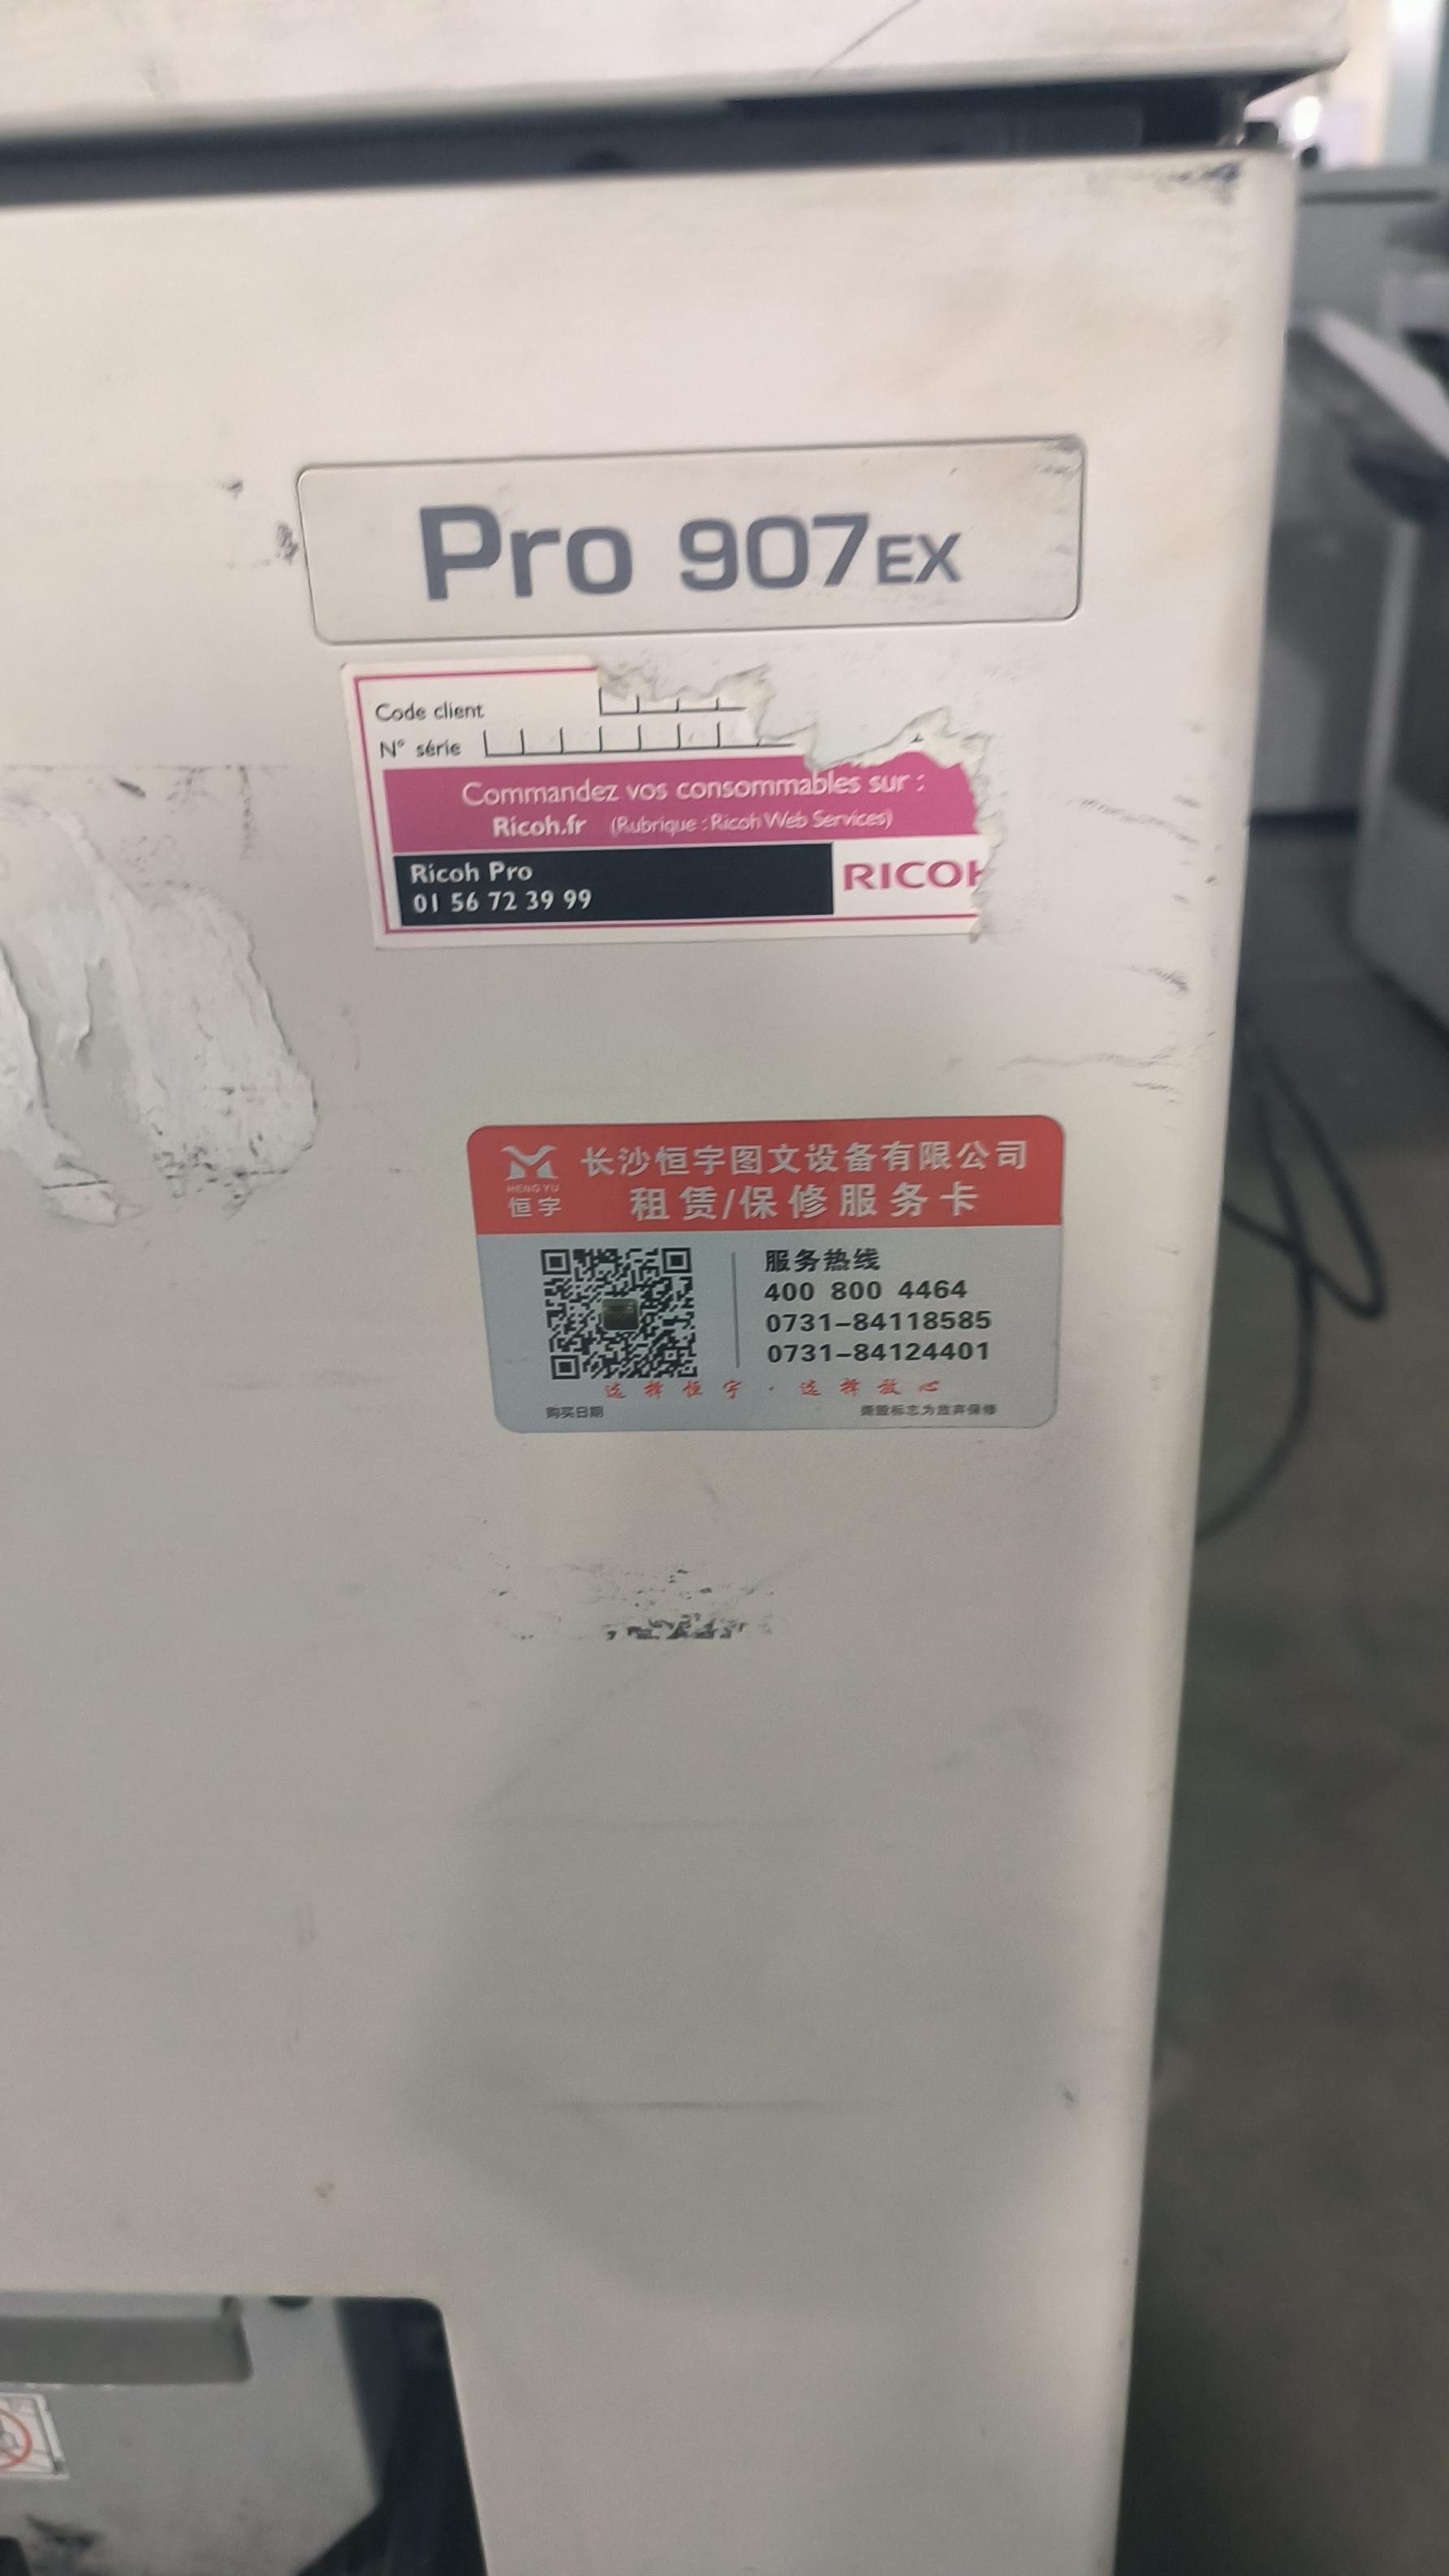 Pro 907EX
Code client
N° série
Commandez vos consommables sur :
Ricoh.fr (Rubrique : Ricoh Web Services)
Ricoh Pro
01 56 72 39 99
RICOH
长沙恒宇图文设备有限公司
租赁/保修服务卡
HENG YU
恒宇
服务热线
400 800 4464
0731-84118585
0731-84124401
选择恒宇·选择放心
购买日期
撕毁标志为放弃保修